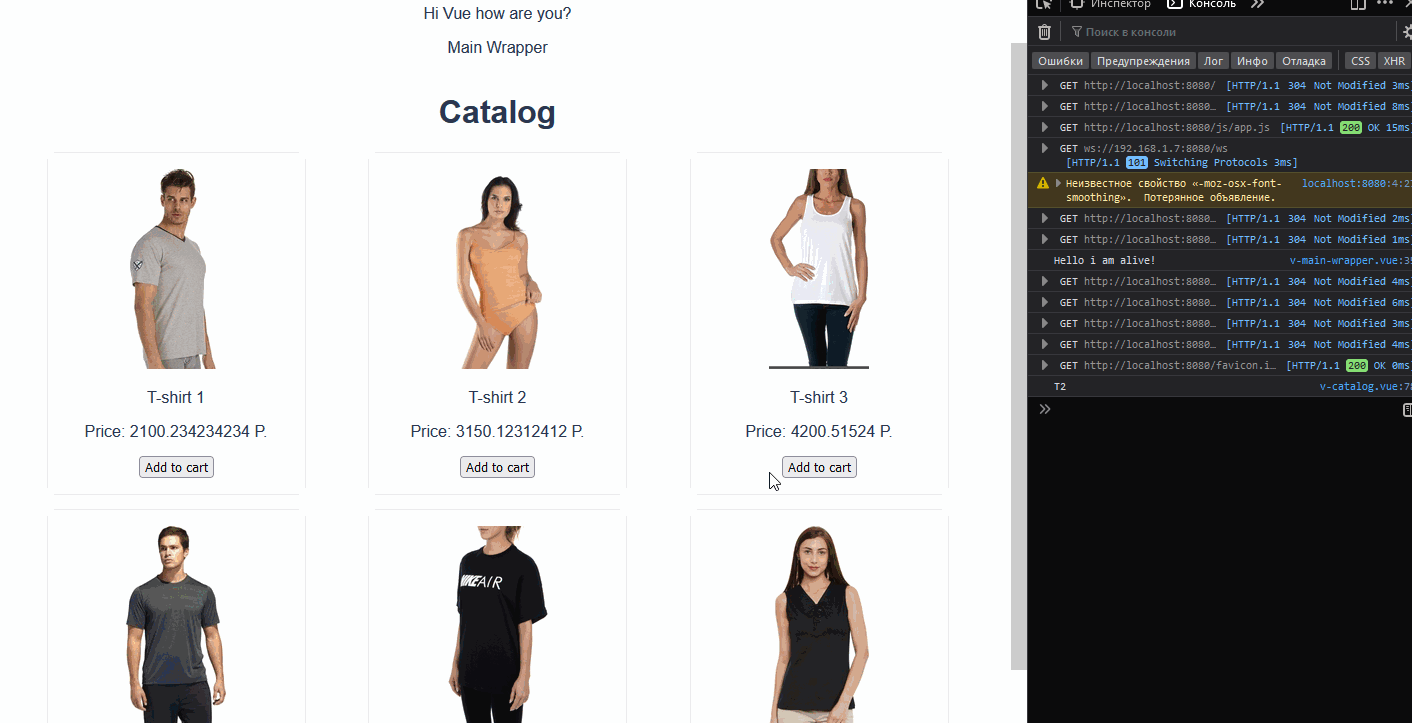 Hi Vue how are you?
Main Wrapper
Catalog
T-shirt 1
Price: 2100.234234234 Р.
Add to cart
T-shirt 2
Price: 3150.12312412 Р.
Add to cart
T-shirt 3
Price: 4200.51524 Р.
Add to cart
NIKE AIR
Инспектор Консоль
Поиск в консоли
Ошибки Предупреждения Лог Инфо Отладка CSS XHR
GET http://localhost:8080/ [HTTP/1.1 304 Not Modified 3ms]
GET http://localhost:8080… [HTTP/1.1 304 Not Modified 8ms]
GET http://localhost:8080/js/app.js [HTTP/1.1 200 OK 15ms]
GET ws://192.168.1.7:8080/ws
[HTTP/1.1 101 Switching Protocols 3ms]
Неизвестное свойство «-moz-osx-font- localhost:8080:4:2
smoothing». Потерянное объявление.
GET http://localhost:8080… [HTTP/1.1 304 Not Modified 2ms]
GET http://localhost:8080… [HTTP/1.1 304 Not Modified 1ms]
Hello i am alive! v-main-wrapper.vue:3
GET http://localhost:8080… [HTTP/1.1 304 Not Modified 4ms]
GET http://localhost:8080… [HTTP/1.1 304 Not Modified 6ms]
GET http://localhost:8080… [HTTP/1.1 304 Not Modified 3ms]
GET http://localhost:8080… [HTTP/1.1 304 Not Modified 4ms]
GET http://localhost:8080/favicon.i… [HTTP/1.1 200 OK 0ms]
T2 v-catalog.vue:7